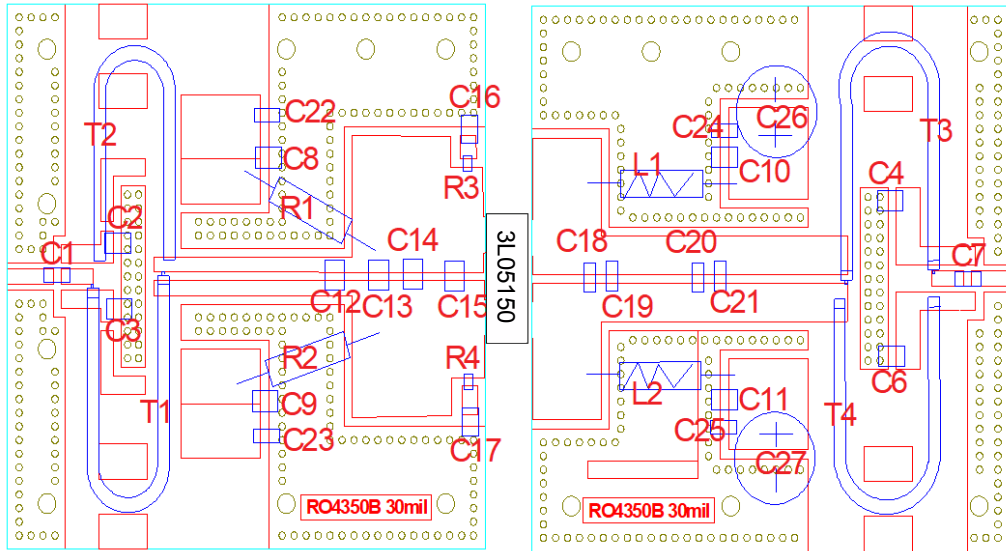 C16
C22
T2
C8
R3
R1
C2
C14
C1
C12
C13
C15
C3
R2
R4
C9
T1
C23
C17
RO4350B 30mil
3L05150
C26
C24
T3
L1
C10
C4
C18
C20
C7
C19
C21
C6
L2
C11
T4
C25
C27
RO4350B 30mil